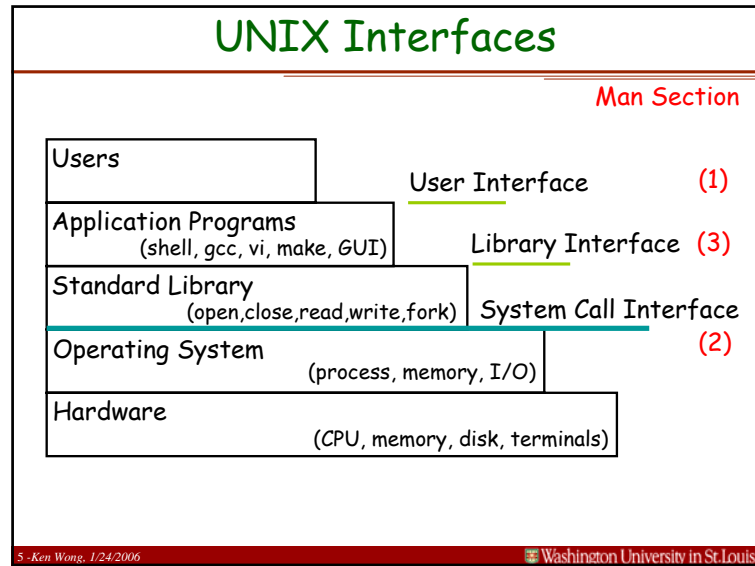 UNIX Interfaces
Man Section
Users
User Interface (1)
Application Programs
(shell, gcc, vi, make, GUI)
Library Interface (3)
Standard Library
(open,close,read,write,fork)
System Call Interface
(2)
Operating System
(process, memory, I/O)
Hardware
(CPU, memory, disk, terminals)
5 -Ken Wong, 1/24/2006
Washington University in St.Louis